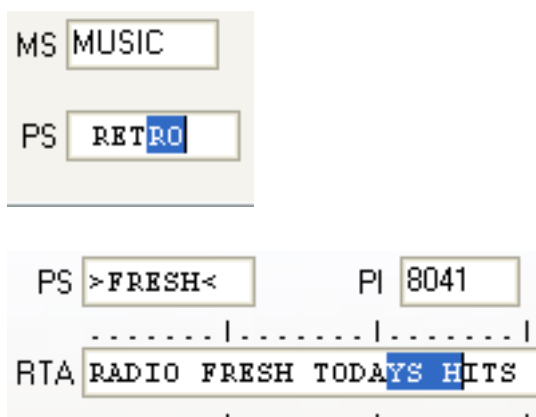 MS MUSIC
PS RETRO
PS >FRESH< PI 8041
RTA RADIO FRESH TODAYS HITS